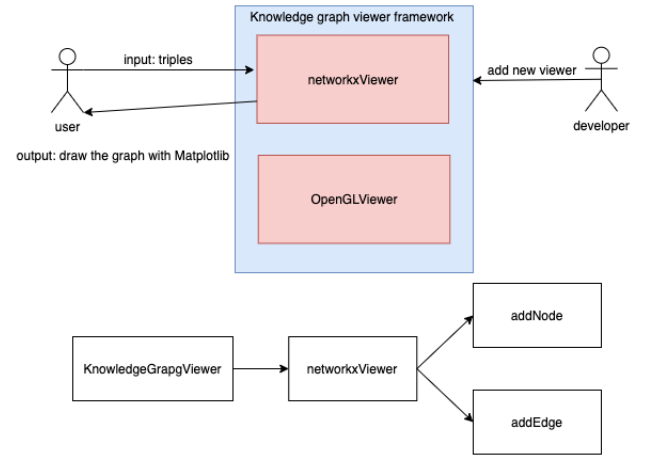 Knowledge graph viewer framework
input: triples
networkxViewer
add new viewer
user
developer
output: draw the graph with Matplotlib
OpenGLViewer
addNode
KnowledgeGrapgViewer
networkxViewer
addEdge